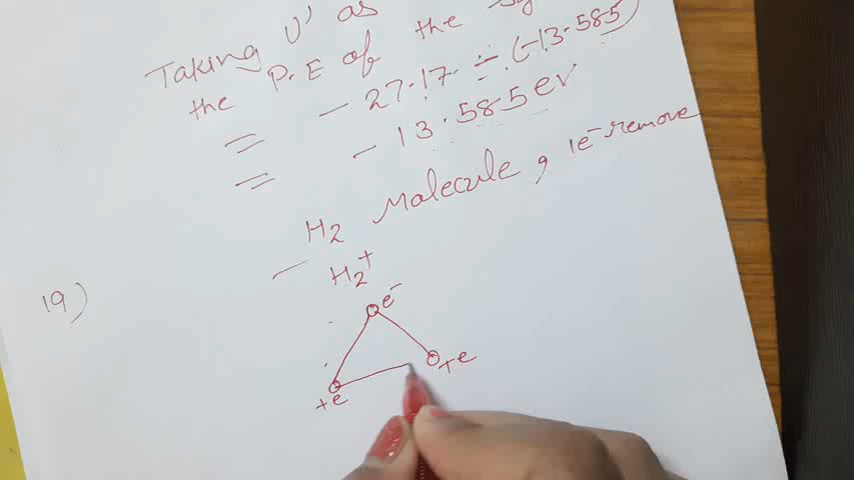 Taking U' as
the P.E of the
= - 27.17 - (-13.585)
= - 13.585 eV
- H2 Molecule, 1e- remove
19) H2+
e-
+e
+e